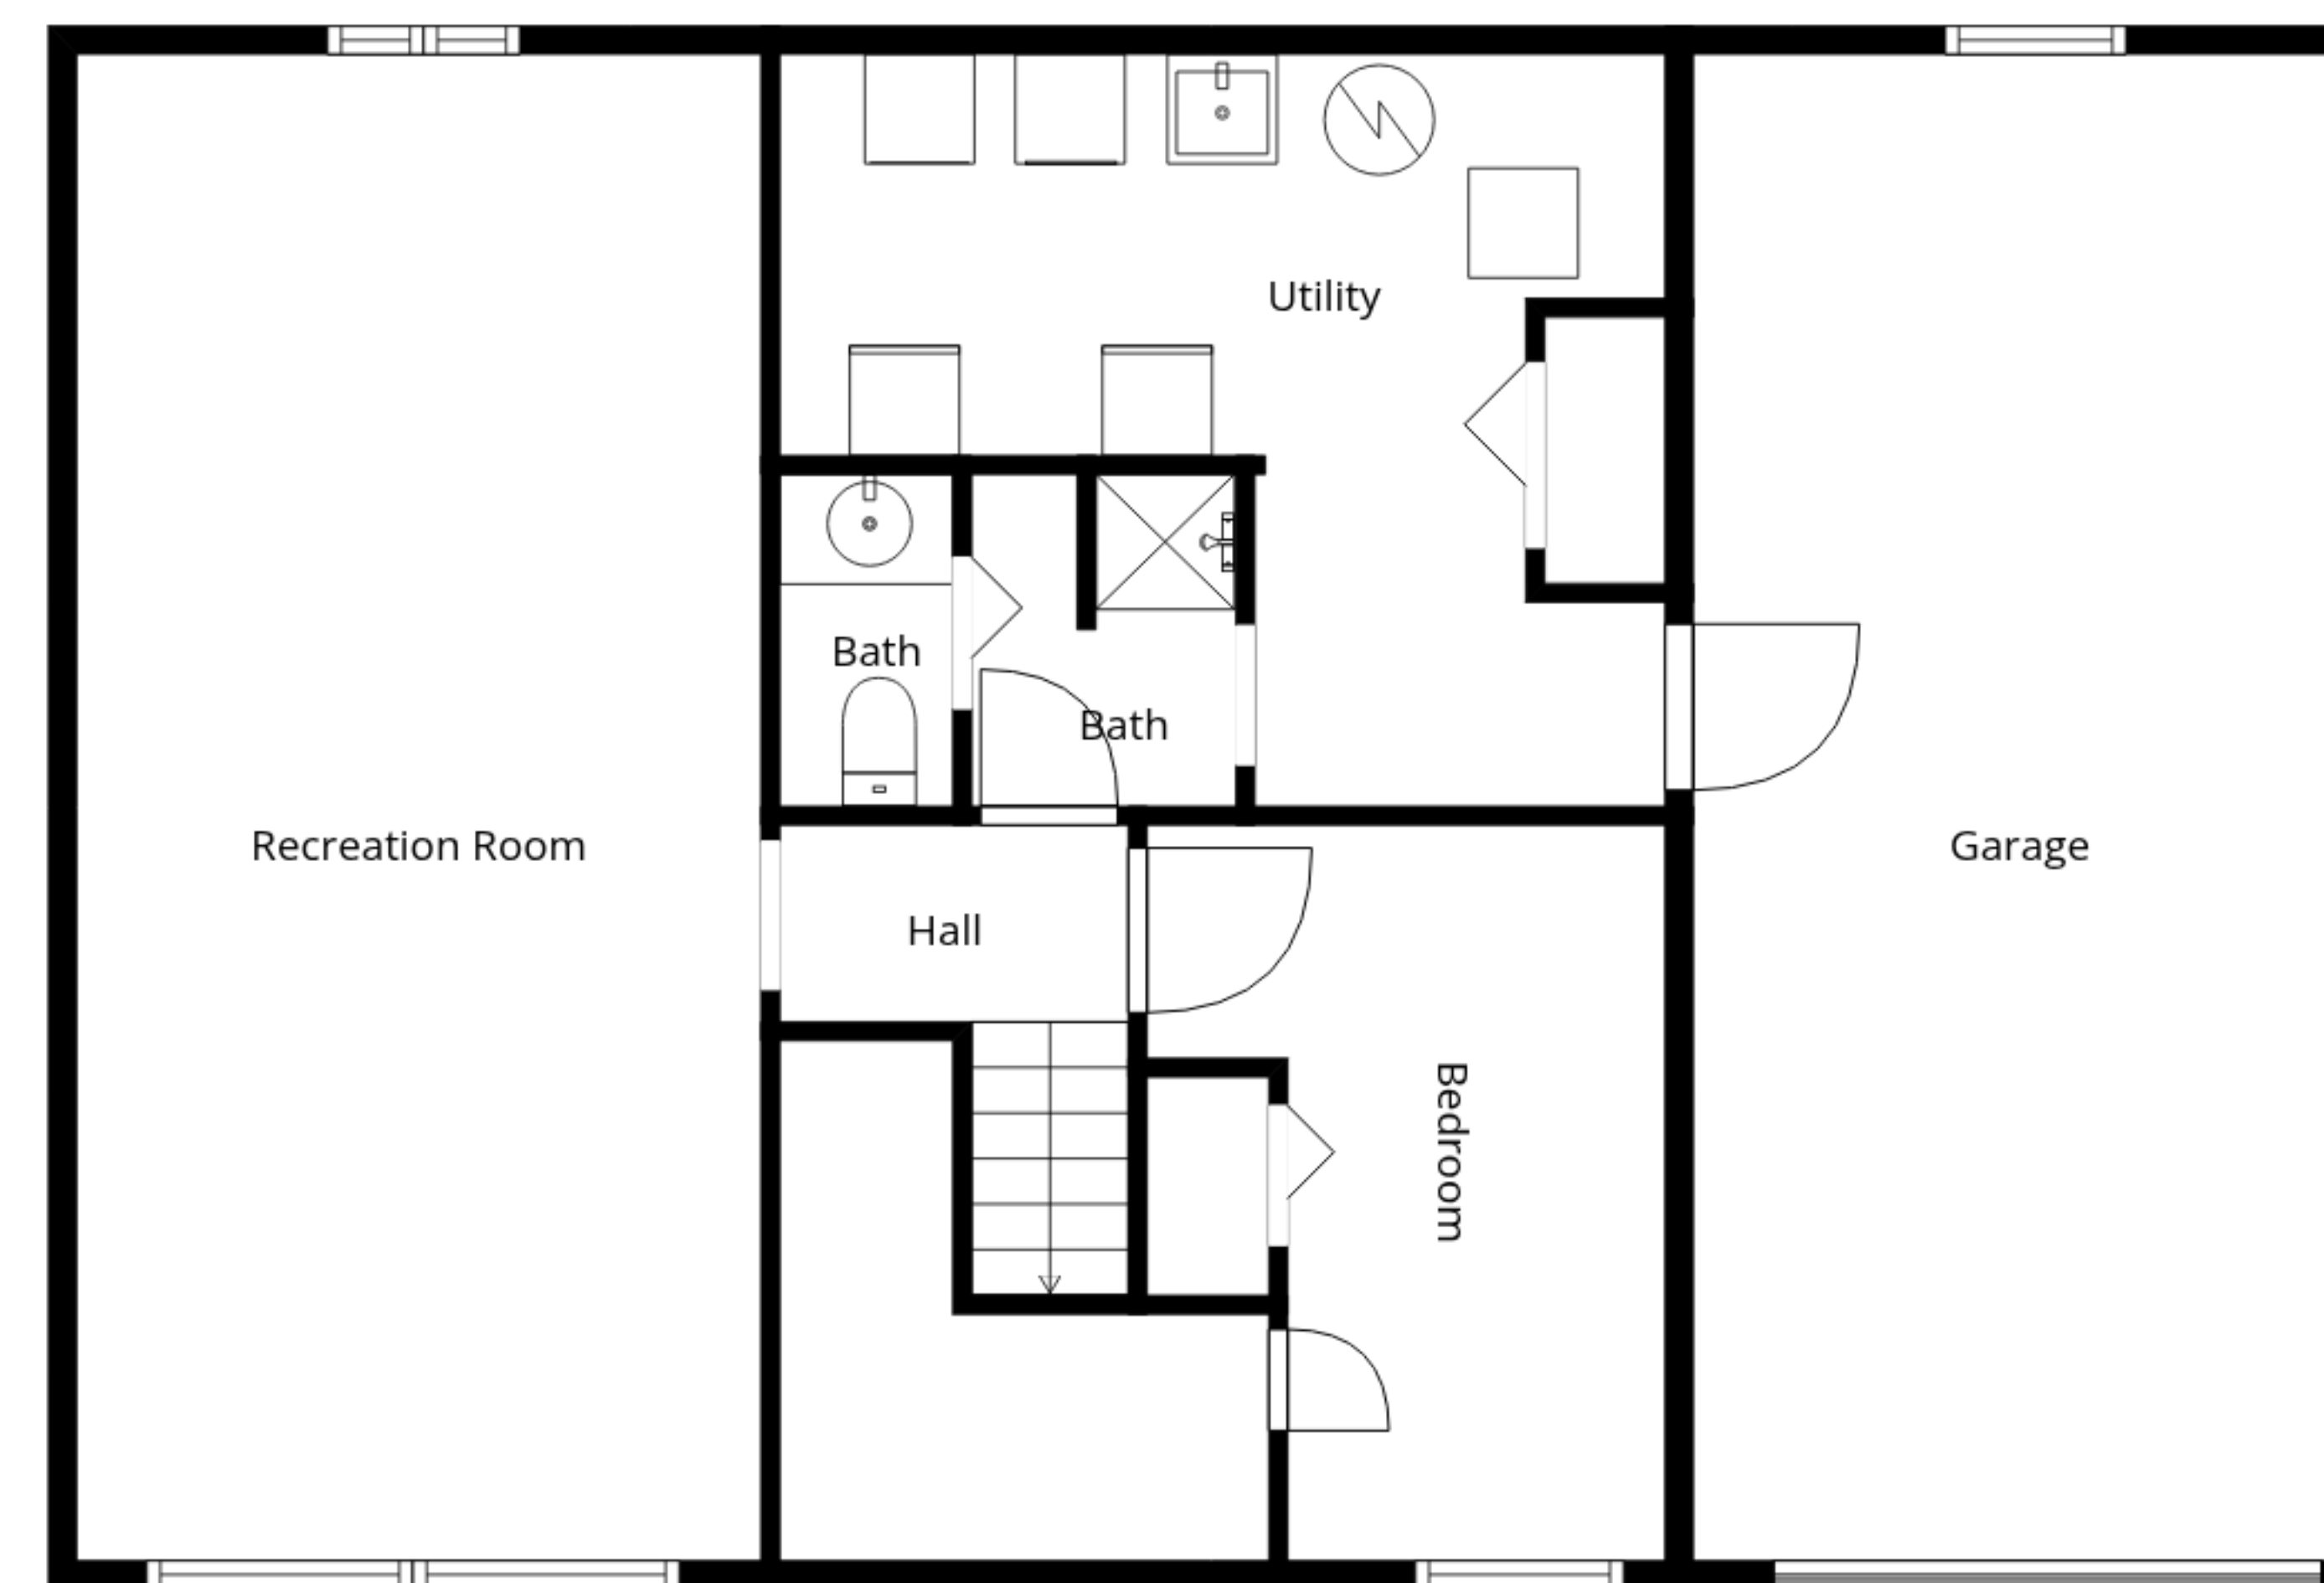 Utility
Bath
Bath
Recreation Room
Garage
Hall
Bedroom